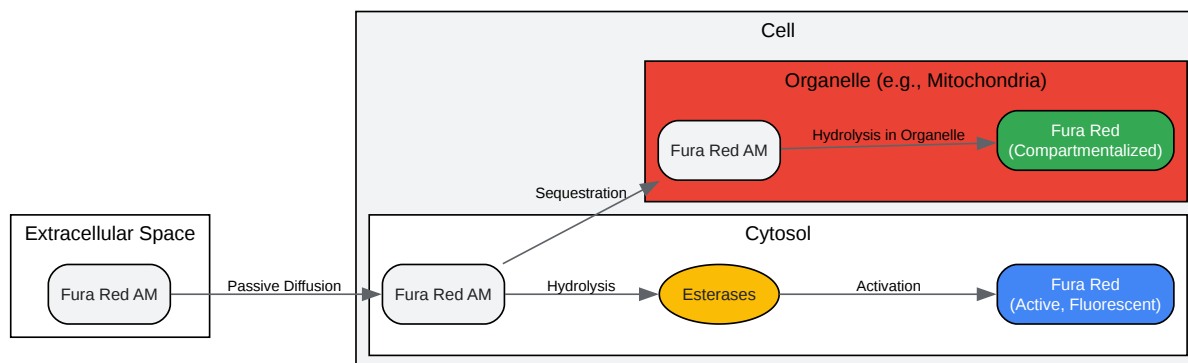 Cell
Organelle (e.g., Mitochondria)
Fura Red AM
Hydrolysis in Organelle
Fura Red
(Compartmentalized)
Sequestration
Extracellular Space
Fura Red AM
Passive Diffusion
Cytosol
Fura Red AM
Hydrolysis
Esterases
Activation
Fura Red
(Active, Fluorescent)